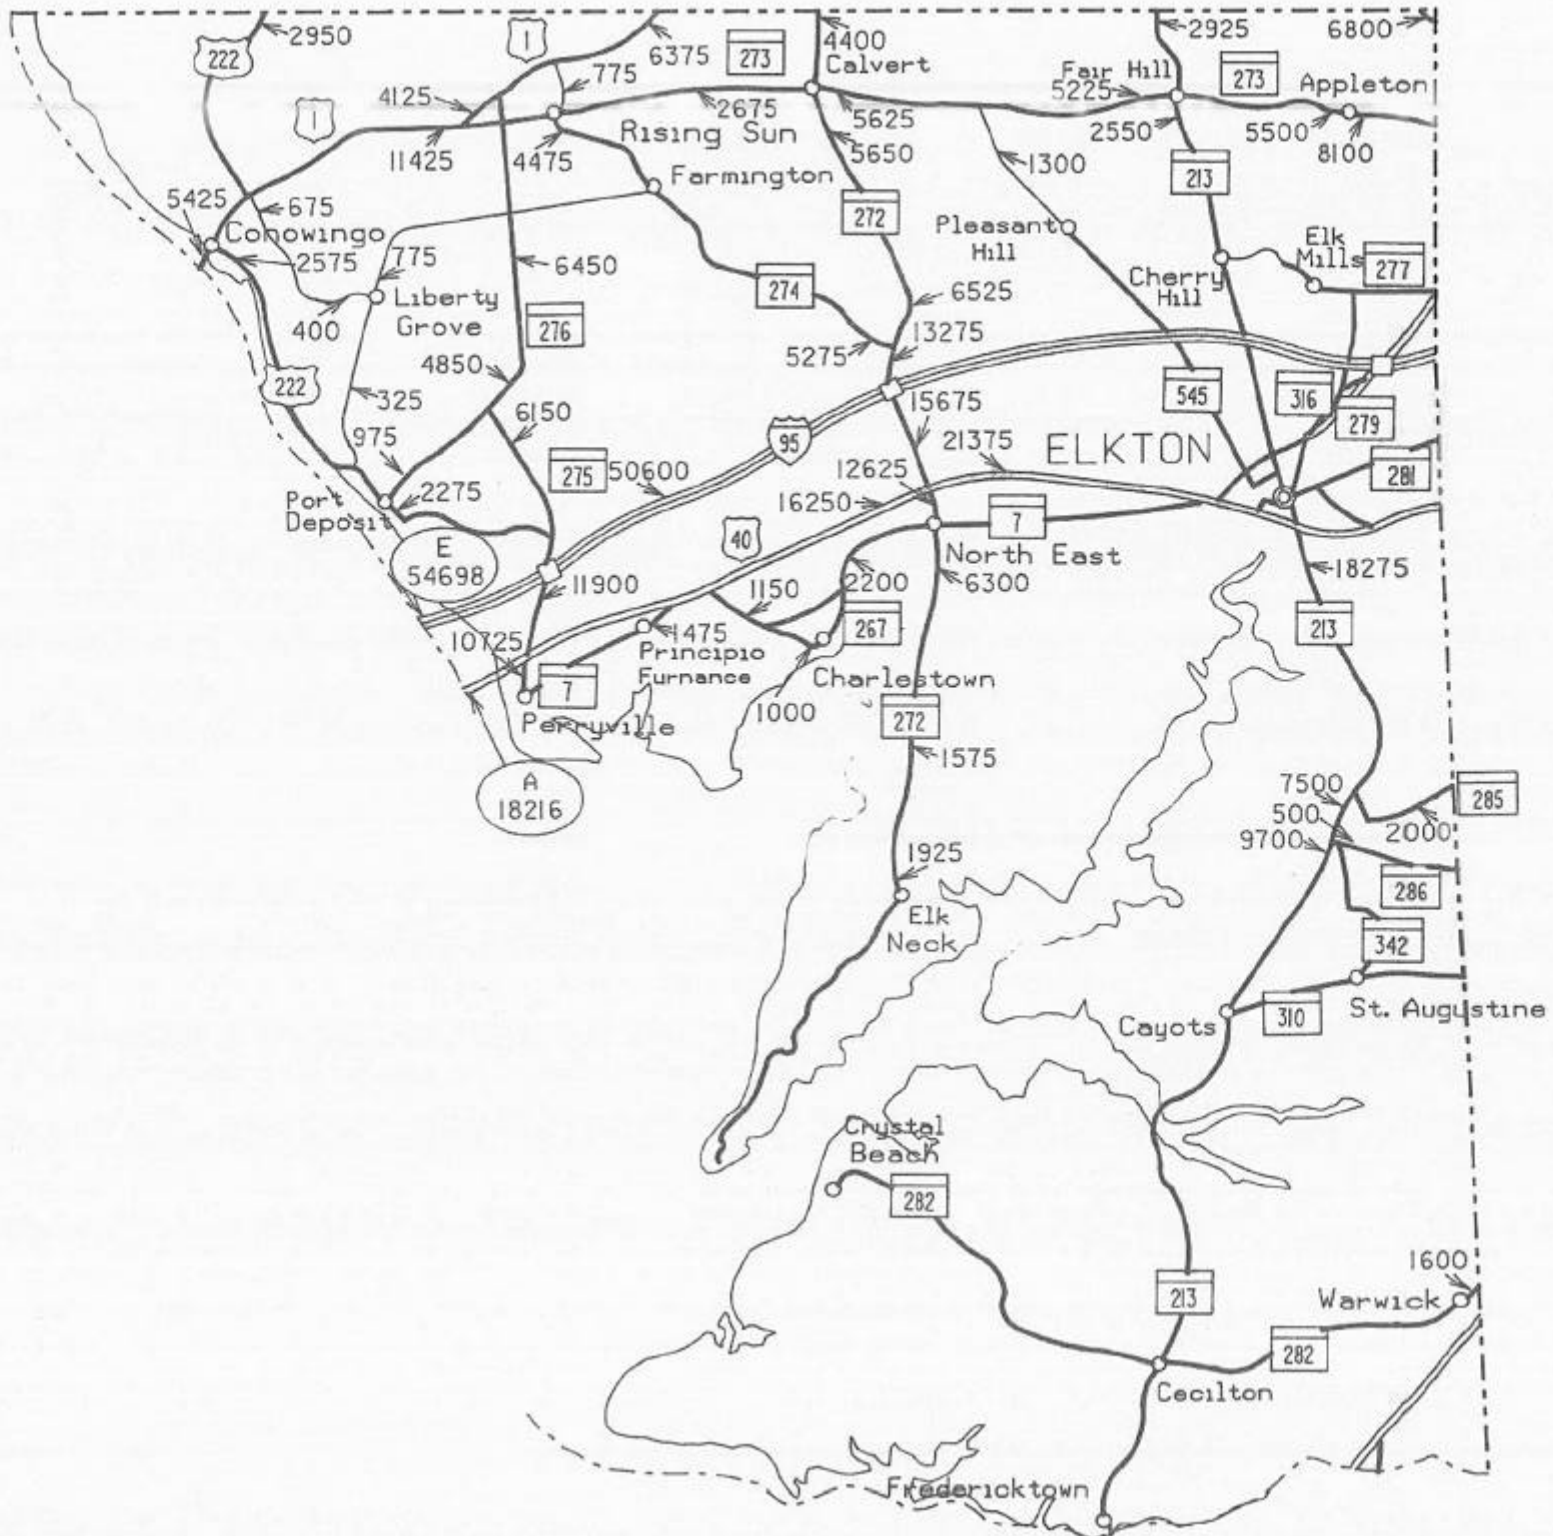 2950
222
1
6375
273
4400
Calvert
2925
273
6800
775
Fair Hill
5225
Appleton
4125
1
2675
5625
2550
5500
8100
11425
4475
Rising Sun
5650
1300
213
Farmington
5425
675
272
Pleasant
Hill
Elk
Mills
277
Conowingo
2575
775
6450
274
6525
Cherry
Hill
Liberty
Grove
400
276
13275
5275
4850
222
325
6150
15675
545
316
279
975
95
21375
ELKTON
275
50600
12625
281
2275
Port
Deposit
16250
7
40
E
54698
North East
11900
1150
2200
6300
18275
267
213
10725
1475
Principio
Furnance
7
Charlestown
1000
272
Perryville
1575
A
18216
7500
285
500
2000
9700
1925
286
Elk
Neck
342
Cayots
310
St. Augustine
Crystal
Beach
282
1600
213
Warwick
282
Cecilton
Fredericktown